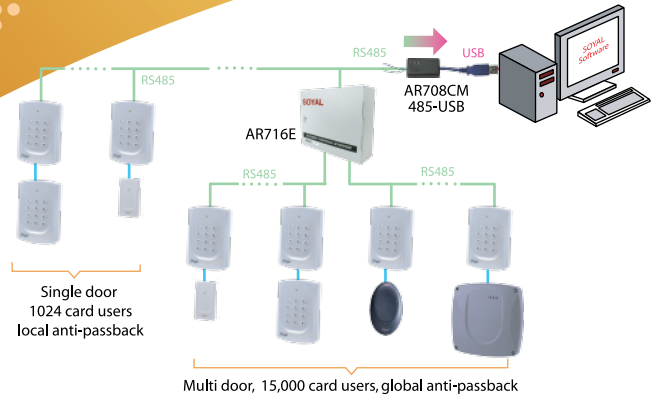 RS485
USB
SOYAL
Software
RS485
AR708CM
485-USB
SOYAL
AR716E
RS485
RS485
Single door
1024 card users
local anti-passback
Multi door, 15,000 card users, global anti-passback